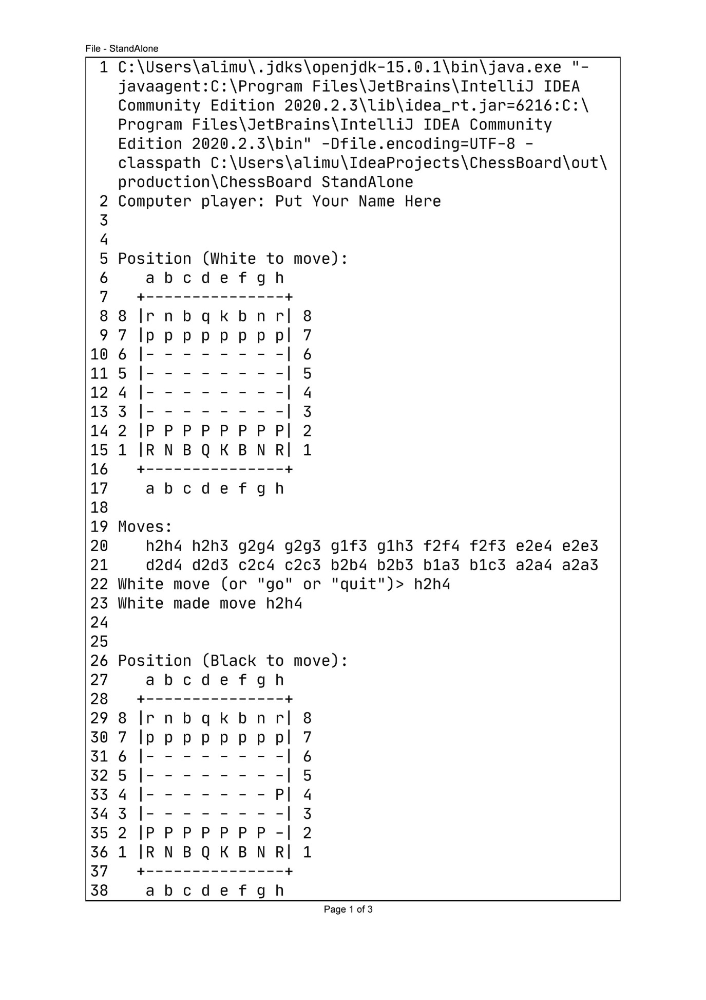 File - StandAlone
1 C:\Users\alimu\.jdks\openjdk-15.0.1\bin\java.exe "-
javaagent:C:\Program Files\JetBrains\IntelliJ IDEA
Community Edition 2020.2.3\lib\idea_rt.jar=6216:C:\
Program Files\JetBrains\IntelliJ IDEA Community
Edition 2020.2.3\bin" -Dfile.encoding=UTF-8 -
classpath C:\Users\alimu\IdeaProjects\ChessBoard\out\
production\ChessBoard StandAlone
2 Computer player: Put Your Name Here
3
4
5 Position (White to move):
6    a b c d e f g h
7   +---------------+
8 8 |r n b q k b n r| 8
9 7 |p p p p p p p p| 7
10 6 |- - - - - - - -| 6
11 5 |- - - - - - - -| 5
12 4 |- - - - - - - -| 4
13 3 |- - - - - - - -| 3
14 2 |P P P P P P P P| 2
15 1 |R N B Q K B N R| 1
16   +---------------+
17    a b c d e f g h
18
19 Moves:
20    h2h4 h2h3 g2g4 g2g3 g1f3 g1h3 f2f4 f2f3 e2e4 e2e3
21    d2d4 d2d3 c2c4 c2c3 b2b4 b2b3 b1a3 b1c3 a2a4 a2a3
22 White move (or "go" or "quit")> h2h4
23 White made move h2h4
24
25
26 Position (Black to move):
27    a b c d e f g h
28   +---------------+
29 8 |r n b q k b n r| 8
30 7 |p p p p p p p p| 7
31 6 |- - - - - - - -| 6
32 5 |- - - - - - - -| 5
33 4 |- - - - - - - P| 4
34 3 |- - - - - - - -| 3
35 2 |P P P P P P P -| 2
36 1 |R N B Q K B N R| 1
37   +---------------+
38    a b c d e f g h
Page 1 of 3